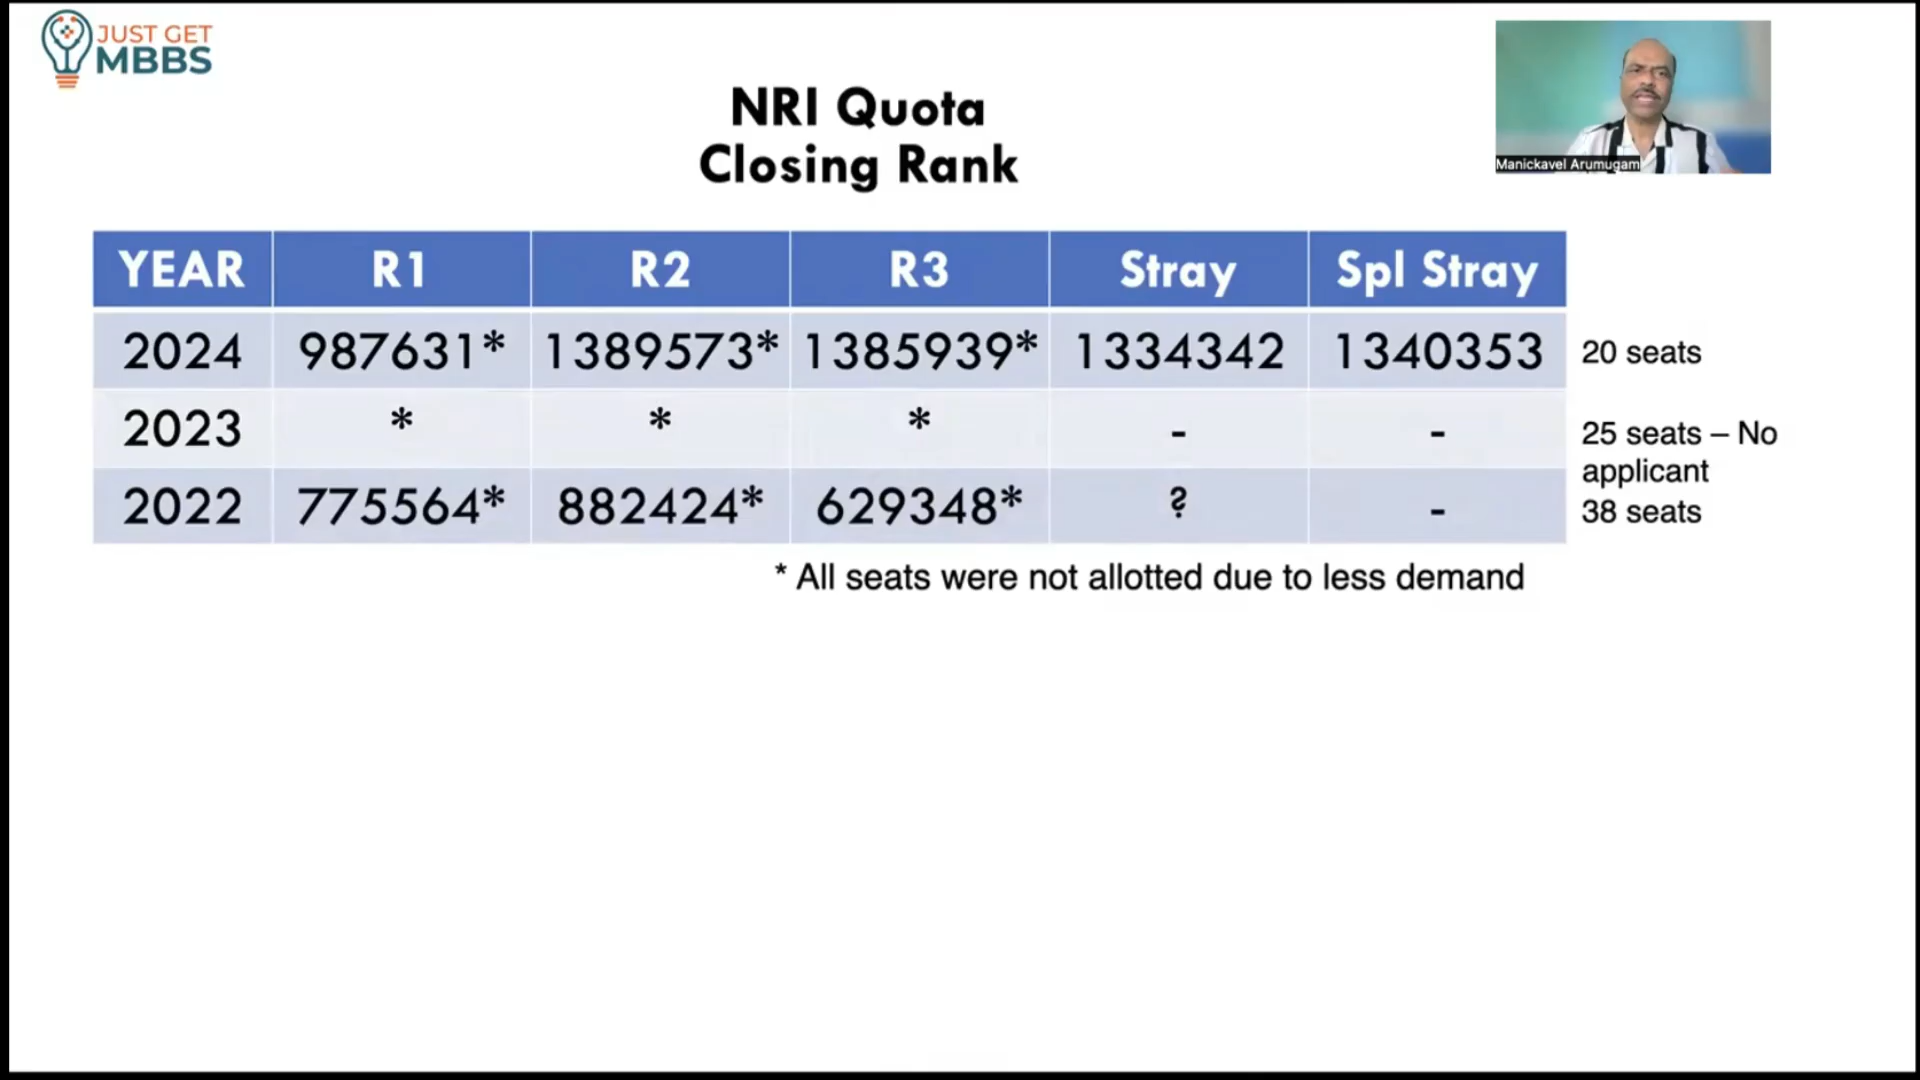 JUST GET
MBBS
Manickavel Arumugam
NRI Quota
Closing Rank
YEAR R1 R2 R3 Stray Spl Stray
2024 987631* 1389573* 1385939* 1334342 1340353 20 seats
2023 * * * - - 25 seats – No
applicant
2022 775564* 882424* 629348* ? - 38 seats
* All seats were not allotted due to less demand